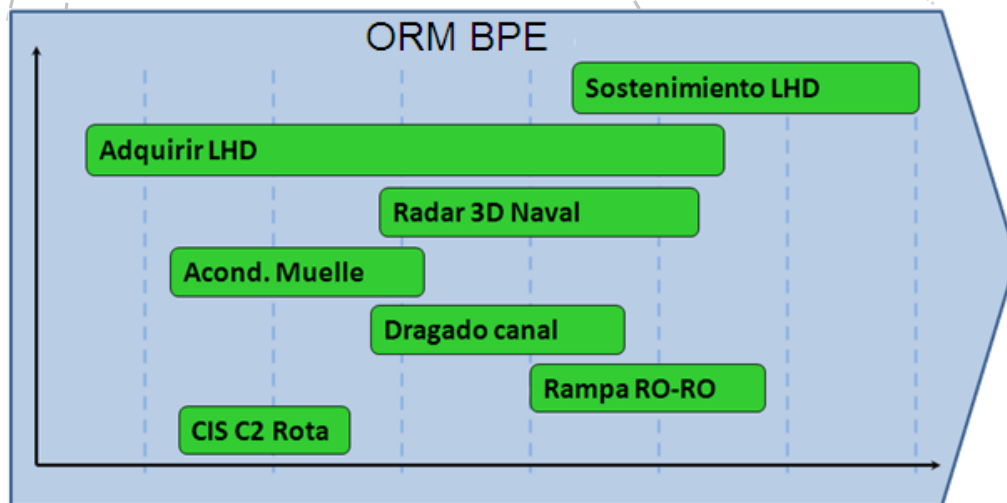 ORM BPE
Sostenimiento LHD
Adquirir LHD
Radar 3D Naval
Acond. Muelle
Dragado canal
Rampa RO-RO
CIS C2 Rota